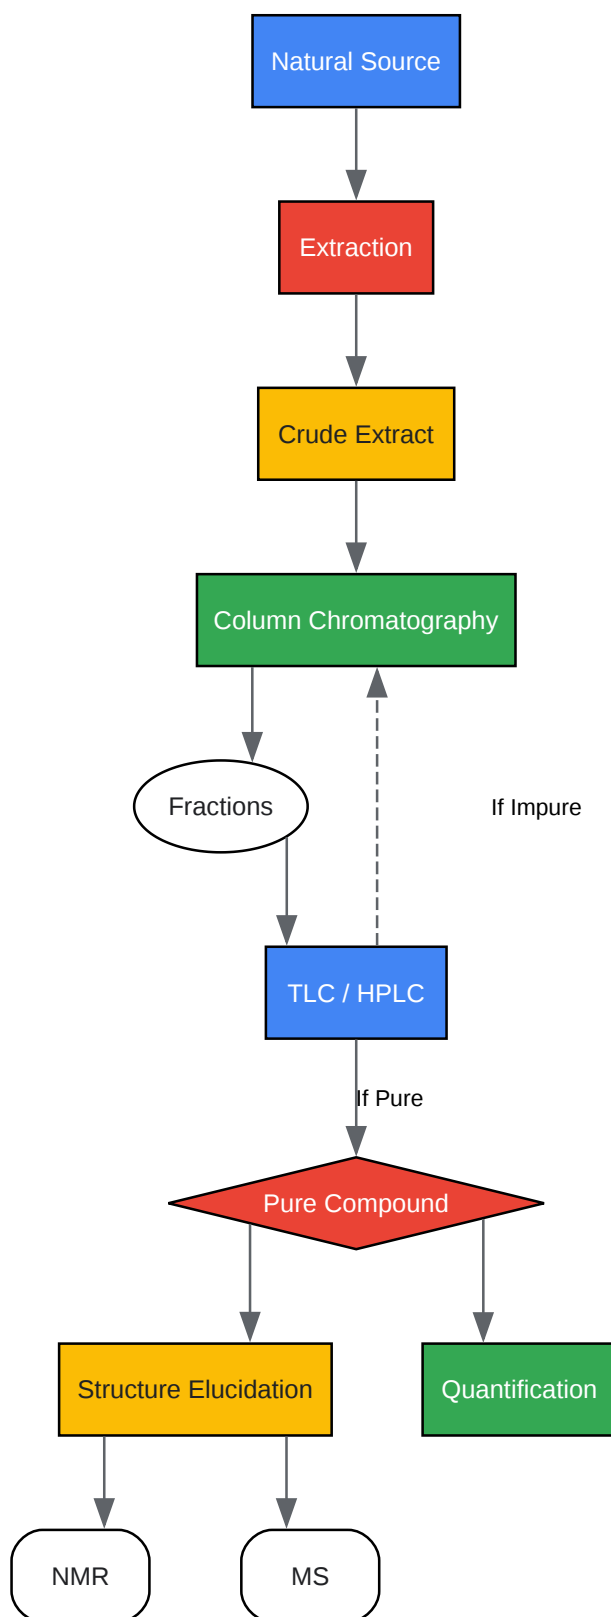 Natural Source
Extraction
Crude Extract
Column Chromatography
Fractions
If Impure
TLC / HPLC
If Pure
Pure Compound
Structure Elucidation
Quantification
NMR
MS